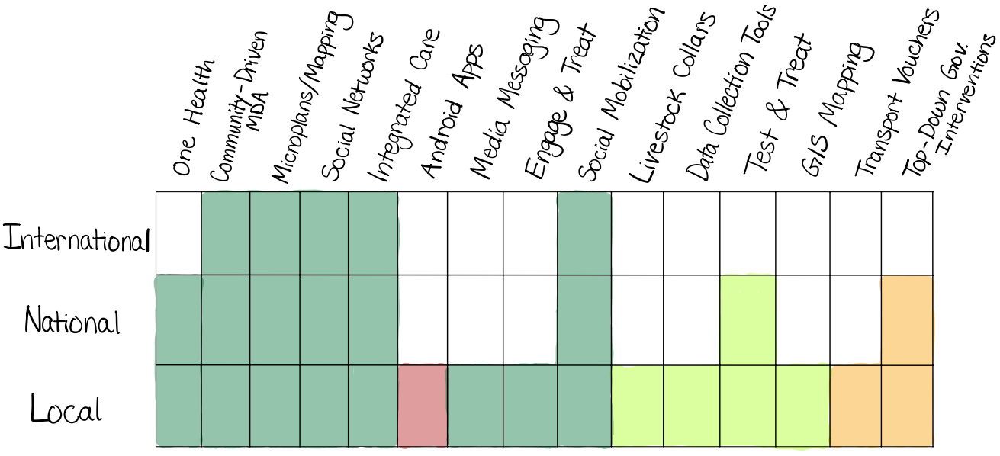 One Health
Community-Driven
MDA
Microplans/Mapping
Social Networks
Integrated Care
Android Apps
Media Messaging
Engage & Treat
Social Mobilization
Livestock Collars
Data Collection Tools
Test & Treat
GIS Mapping
Transport Vouchers
Top-Down Gov.
Interventions
International
National
Local